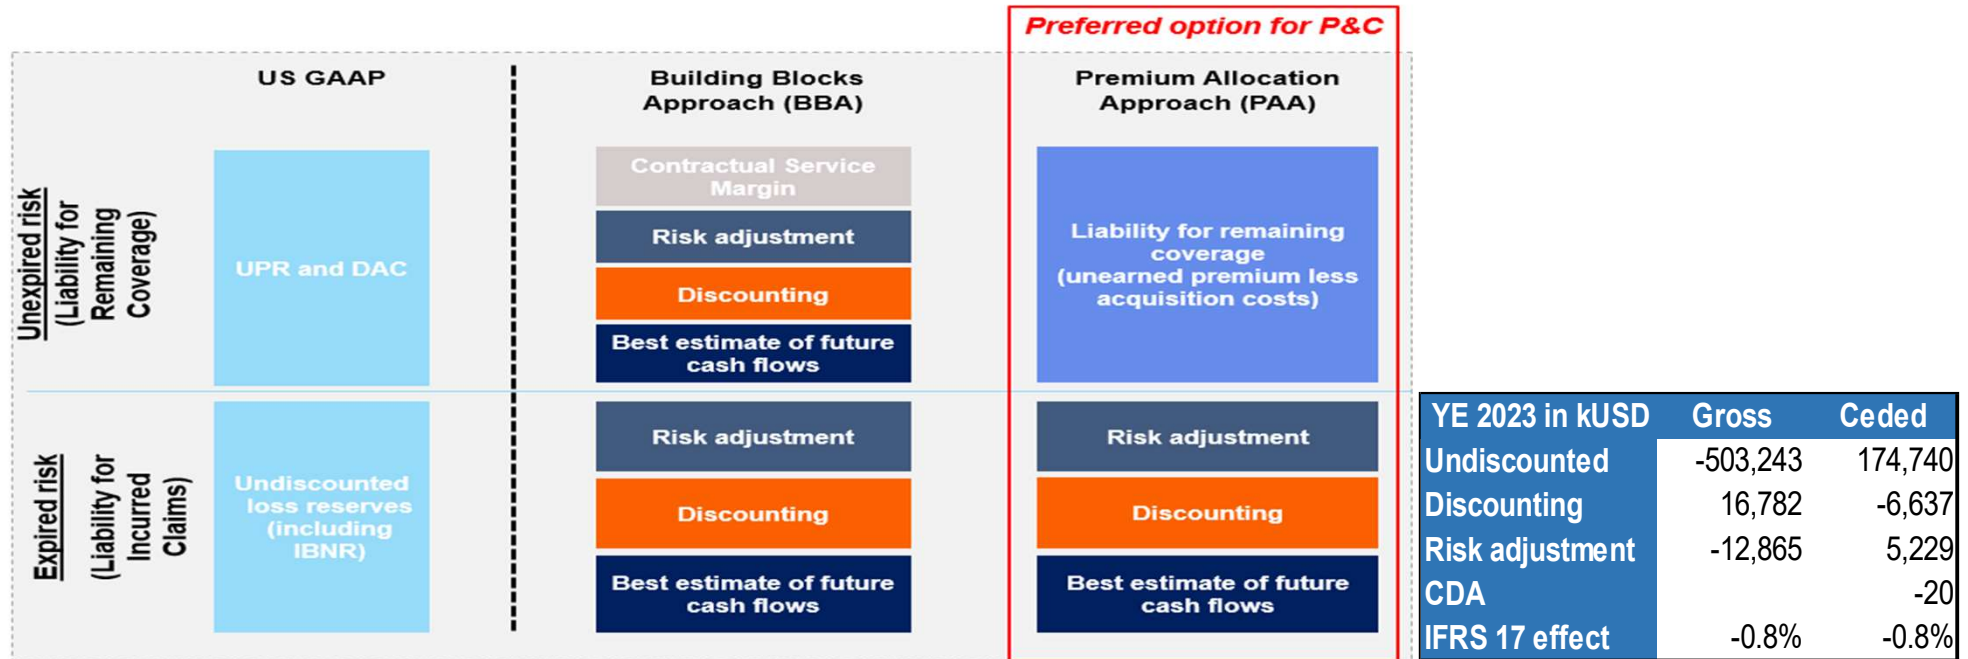 Preferred option for P&C
US GAAP
Building Blocks
Approach (BBA)
Premium Allocation
Approach (PAA)
Unexpired risk
(Liability for
Remaining
Coverage)
UPR and DAC
Contractual Service
Margin
Risk adjustment
Discounting
Best estimate of future
cash flows
Liability for remaining
coverage
(unearned premium less
acquisition costs)
Expired risk
(Liability for
Incurred
Claims)
Undiscounted
loss reserves
(including
IBNR)
Risk adjustment
Discounting
Best estimate of future
cash flows
Risk adjustment
Discounting
Best estimate of future
cash flows
YE 2023 in kUSD Gross Ceded
Undiscounted -503,243 174,740
Discounting 16,782 -6,637
Risk adjustment -12,865 5,229
CDA -20
IFRS 17 effect -0.8% -0.8%